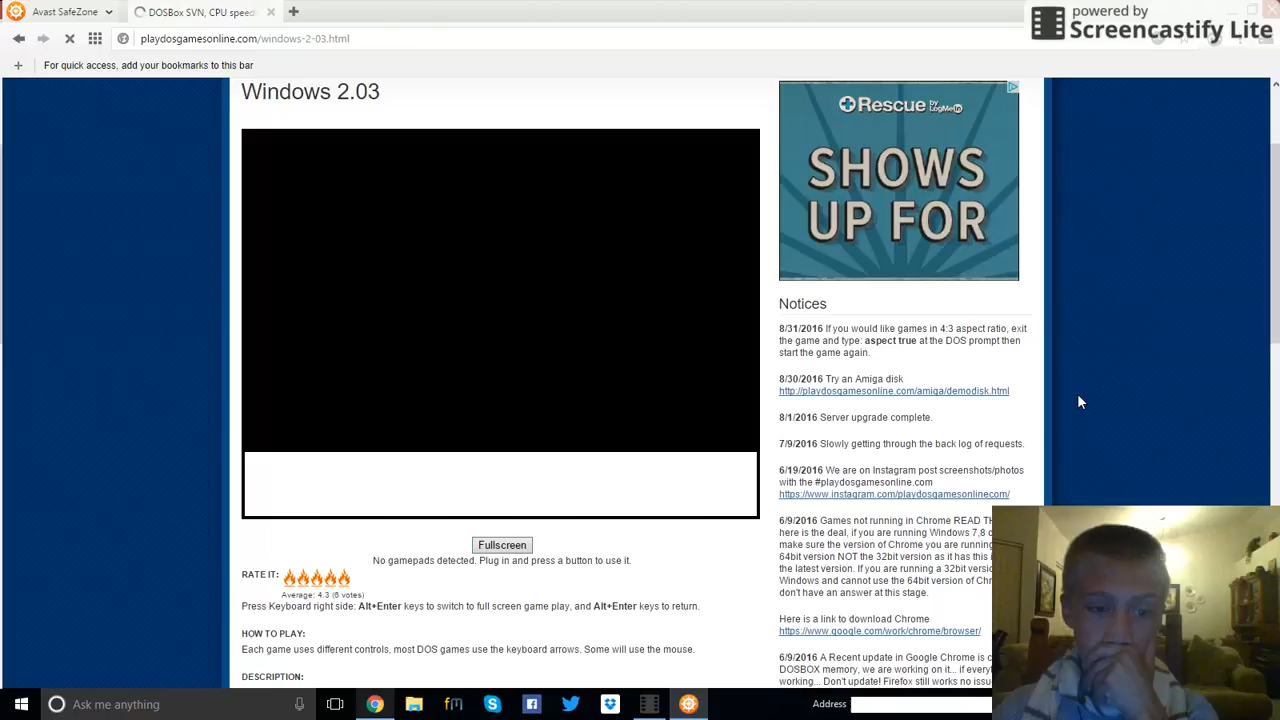 Avast SafeZone
DOSBox SVN, CPU speed:
powered by
Screencastify Lite
playdosgamesonline.com/windows-2-03.html
For quick access, add your bookmarks to this bar
Windows 2.03
Rescue by LogMeIn
SHOWS
UP FOR
Notices
8/31/2016 If you would like games in 4:3 aspect ratio, exit
the game and type: aspect true at the DOS prompt then
start the game again.
8/30/2016 Try an Amiga disk
http://playdosgamesonline.com/amiga/demodisk.html
8/1/2016 Server upgrade complete.
7/9/2016 Slowly getting through the back log of requests.
6/19/2016 We are on Instagram post screenshots/photos
with the #playdosgamesonline.com
https://www.instagram.com/playdosgamesonlinecom/
6/9/2016 Games not running in Chrome READ
here is the deal, if you are running Windows 7,8
make sure the version of Chrome you are running
64bit version NOT the 32bit version as it has this
the latest version. If you are running a 32bit
Windows and cannot use the 64bit version of
don't have an answer at this stage.
Here is a link to download Chrome
https://www.google.com/work/chrome/browser/
6/9/2016 A Recent update in Google Chrome is
DOSBOX memory, we are working on it... if
working... Don't update! Firefox still works no
Fullscreen
No gamepads detected. Plug in and press a button to use it.
RATE IT:
Average: 4.3 (6 votes)
Press Keyboard right side: Alt+Enter keys to switch to full screen game play, and Alt+Enter keys to return.
HOW TO PLAY:
Each game uses different controls, most DOS games use the keyboard arrows. Some will use the mouse.
DESCRIPTION:
Ask me anything
Address